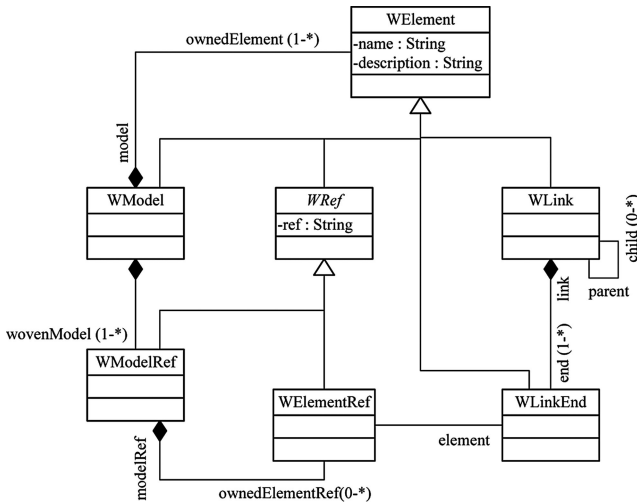 WElement
ownedElement (1-*)
-name : String
-description : String
model
WModel
WRef
WLink
-ref : String
child (0-*)
parent
link
wovenModel (1-*)
end (1-*)
WModelRef
WElementRef
WLinkEnd
modelRef
element
ownedElementRef(0-*)